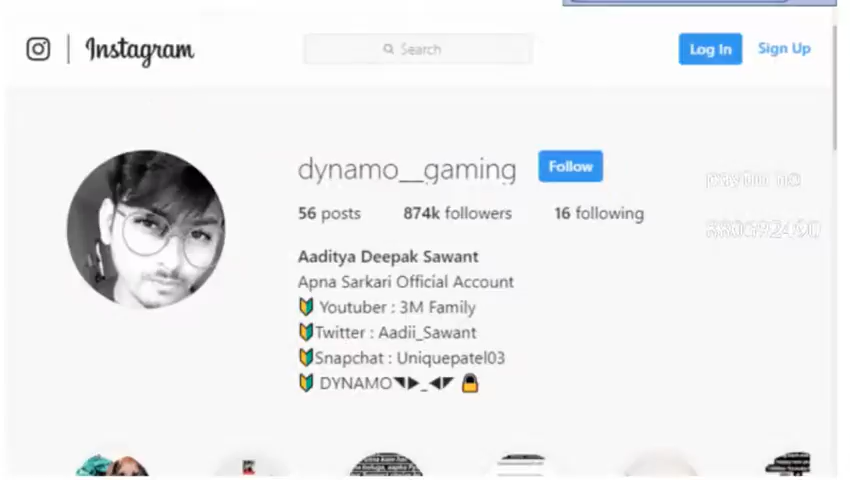 Instagram
Search
Log In
Sign Up
dynamo__gaming
Follow
56 posts
874k followers
16 following
Aaditya Deepak Sawant
Apna Sarkari Official Account
🔰 Youtuber : 3M Family
🔰Twitter : Aadii_Sawant
🔰Snapchat : Uniquepatel03
🔰 DYNAMO◥▶_◀◤ 🔒